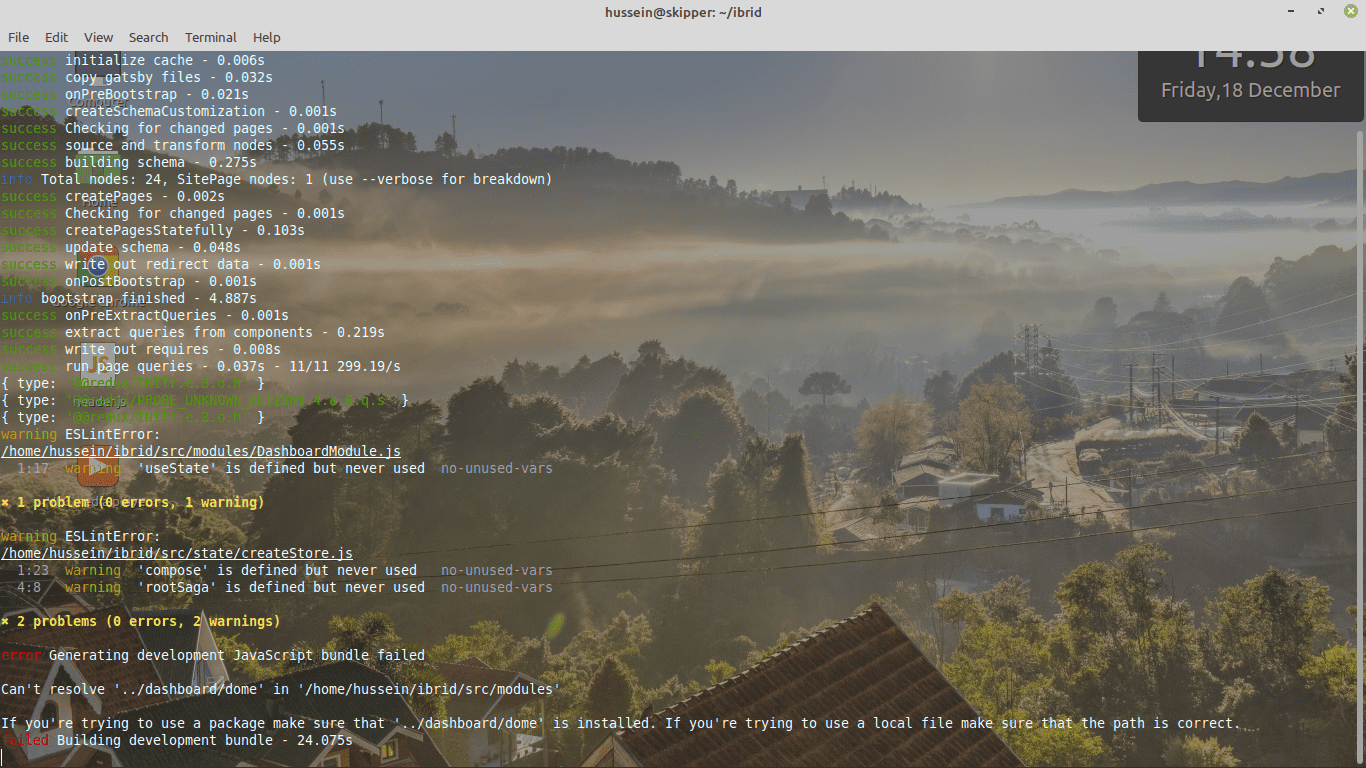 hussein@skipper: ~/ibrid
File Edit View Search Terminal Help
14:58
Friday,18 December
success initialize cache - 0.006s
success copy gatsby files - 0.032s
success onPreBootstrap - 0.021s
Computer
success createSchemaCustomization - 0.001s
success Checking for changed pages - 0.001s
success source and transform nodes - 0.055s
success building schema - 0.275s
info Total nodes: 24, SitePage nodes: 1 (use --verbose for breakdown)
success createPages - 0.002s
Home
success Checking for changed pages - 0.001s
success createPagesStatefully - 0.103s
success update schema - 0.048s
success write out redirect data - 0.001s
success onPostBootstrap - 0.001s
info bootstrap finished - 4.887s
Google Chrome
success onPreExtractQueries - 0.001s
success extract queries from components - 0.219s
success write out requires - 0.008s
JS
success run page queries - 0.037s - 11/11 299.19/s
{ type: }
{ type: }
header.js
{ type: }
warning ESLintError:
/home/hussein/ibrid/src/modules/DashboardModule.js
1:17 warning 'useState' is defined but never used no-unused-vars
✖ 1 problem (0 errors, 1 warning)
warning ESLintError:
/home/hussein/ibrid/src/state/createStore.js
1:23 warning 'compose' is defined but never used no-unused-vars
4:8 warning 'rootSaga' is defined but never used no-unused-vars
✖ 2 problems (0 errors, 2 warnings)
error Generating development JavaScript bundle failed
Can't resolve '../dashboard/dome' in '/home/hussein/ibrid/src/modules'
If you're trying to use a package make sure that '../dashboard/dome' is installed. If you're trying to use a local file make sure that the path is correct.
failed Building development bundle - 24.075s